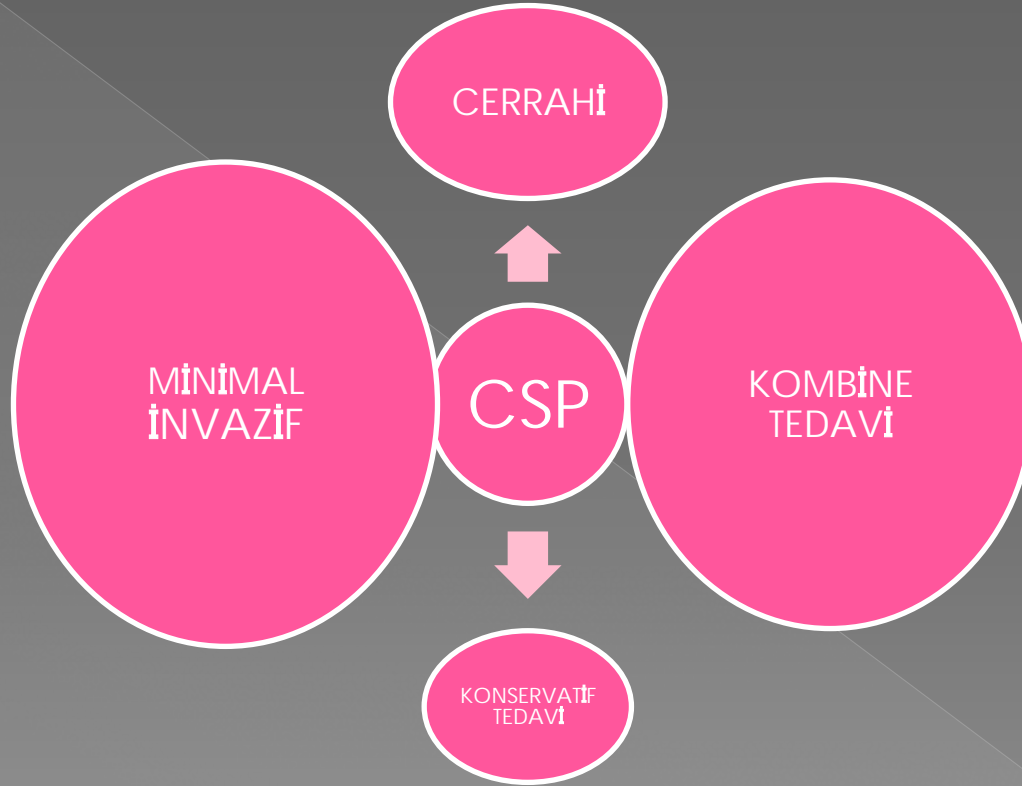 CERRAHİ
MİNİMAL
İNVAZİF
CSP
KOMBİNE
TEDAVİ
KONSERVATİF
TEDAVİ